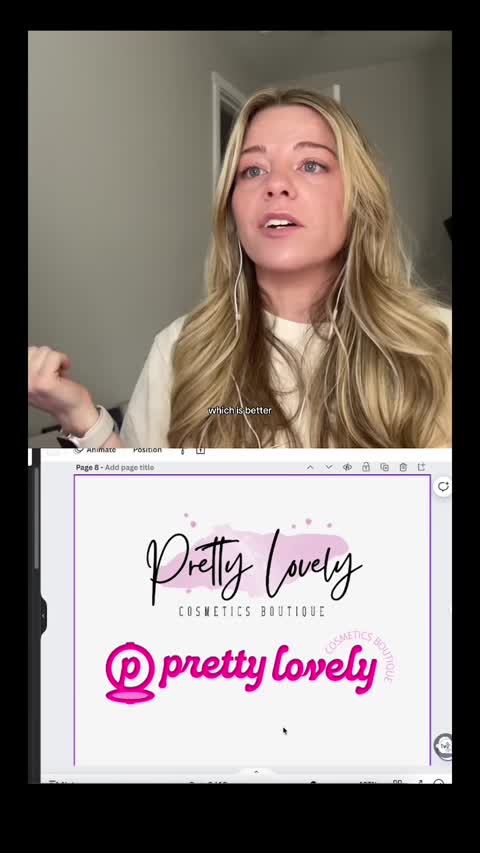 which is better
Animate Position
Page 8 - Add page title
Pretty Lovely
COSMETICS BOUTIQUE
p pretty lovely
COSMETICS BOUTIQUE